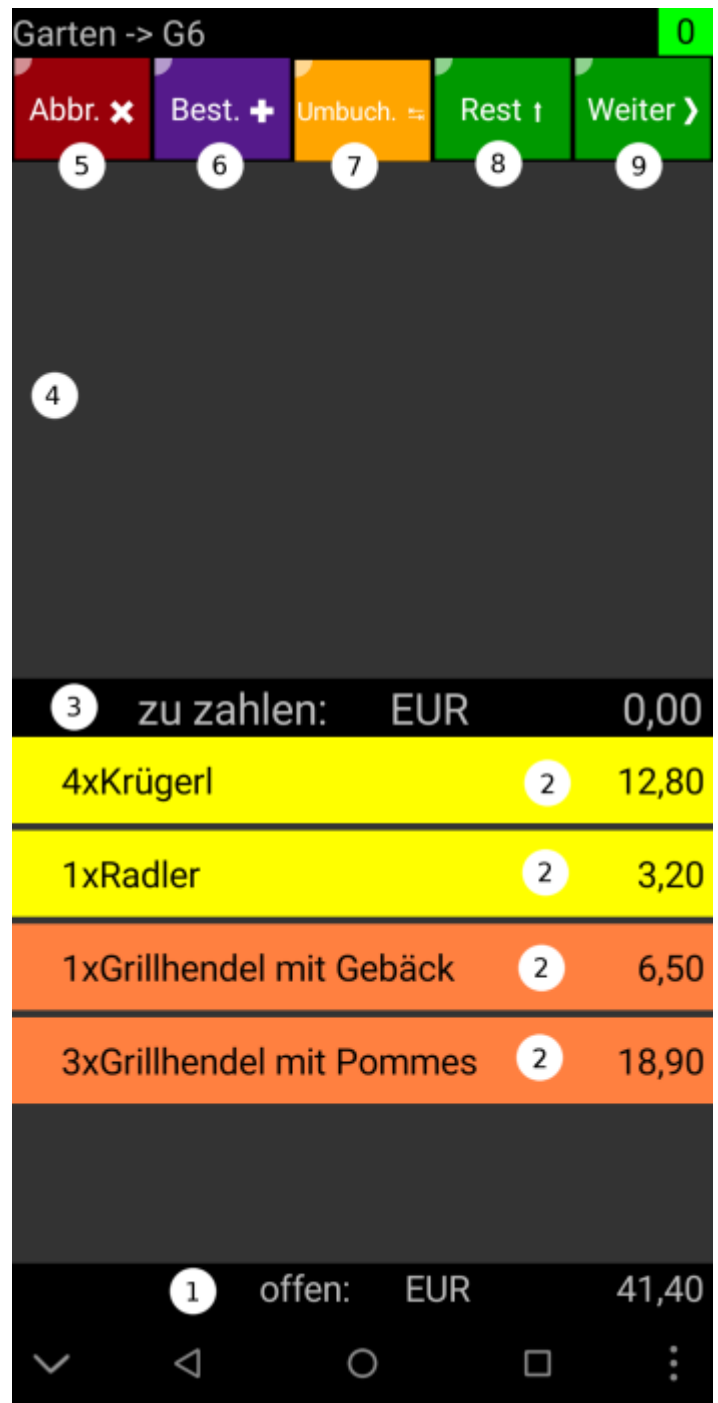 Garten -> G6 0
Abbr. ✖ Best. ✚ Umbuch. ⇆ Rest ↑ Weiter ❯
5 6 7 8 9
4
3 zu zahlen: EUR 0,00
4xKrügerl 2 12,80
1xRadler 2 3,20
1xGrillhendel mit Gebäck 2 6,50
3xGrillhendel mit Pommes 2 18,90
1 offen: EUR 41,40